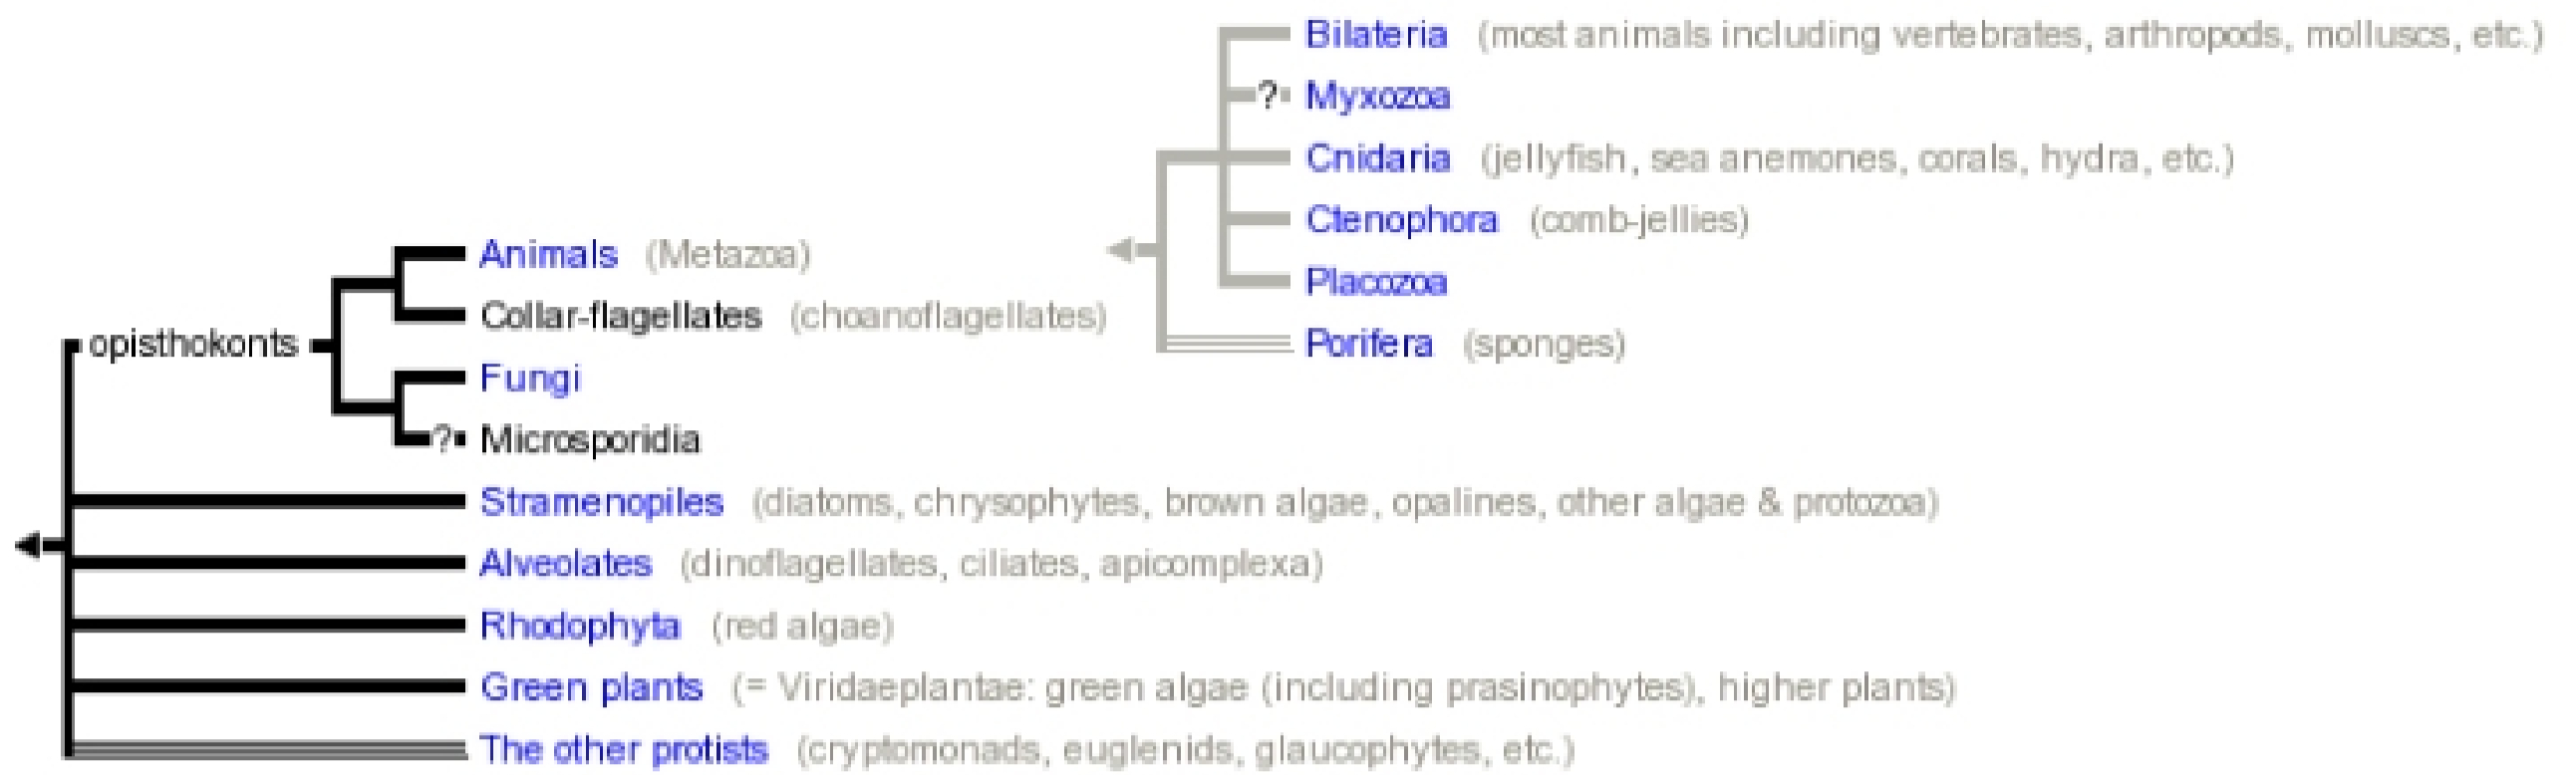 Bilateria (most animals including vertebrates, arthropods, molluscs, etc.)
? Myxozoa
Cnidaria (jellyfish, sea anemones, corals, hydra, etc.)
Ctenophora (comb-jellies)
Animals (Metazoa)
Placozoa
Collar-flagellates (choanoflagellates)
opisthokonts
Porifera (sponges)
Fungi
? Microsporidia
Stramenopiles (diatoms, chrysophytes, brown algae, opalines, other algae & protozoa)
Alveolates (dinoflagellates, ciliates, apicomplexa)
Rhodophyta (red algae)
Green plants (= Viridaeplantae: green algae (including prasinophytes), higher plants)
The other protists (cryptomonads, euglenids, glaucophytes, etc.)